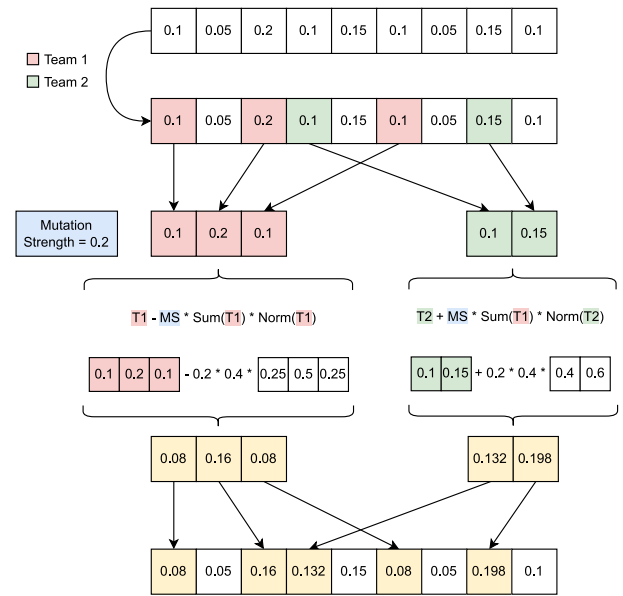 0.1 0.05 0.2 0.1 0.15 0.1 0.05 0.15 0.1
Team 1
Team 2
0.1 0.05 0.2 0.1 0.15 0.1 0.05 0.15 0.1
Mutation
Strength = 0.2
0.1 0.2 0.1
0.1 0.15
T1 - MS * Sum(T1) * Norm(T1)
T2 + MS * Sum(T1) * Norm(T2)
0.1 0.2 0.1 - 0.2 * 0.4 * 0.25 0.5 0.25
0.1 0.15 + 0.2 * 0.4 * 0.4 0.6
0.08 0.16 0.08
0.132 0.198
0.08 0.05 0.16 0.132 0.15 0.08 0.05 0.198 0.1